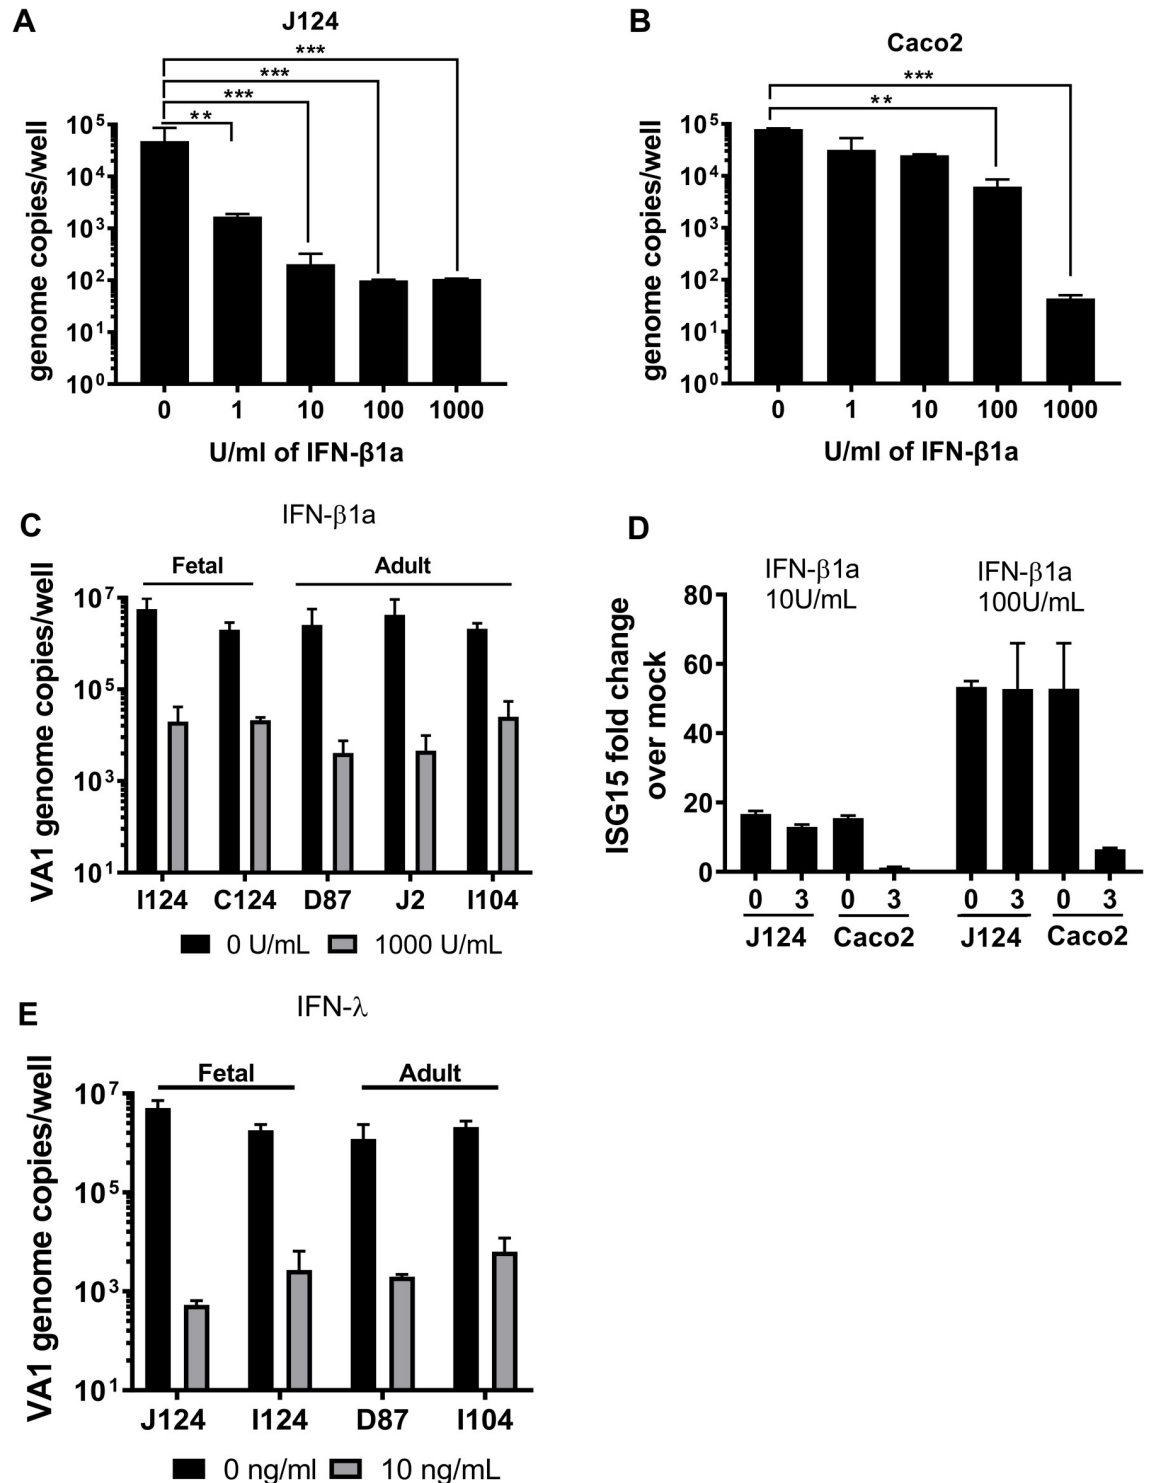 A
J124
***
***
***
**
genome copies/well
10⁵
10⁴
10³
10²
10¹
10⁰
0 1 10 100 1000
U/ml of IFN-β1a
B
Caco2
***
**
genome copies/well
10⁵
10⁴
10³
10²
10¹
10⁰
0 1 10 100 1000
U/ml of IFN-β1a
C
IFN-β1a
Fetal Adult
VA1 genome copies/well
10⁷
10⁵
10³
10¹
I124 C124 D87 J2 I104
0 U/mL 1000 U/mL
D
IFN-β1a
10U/mL
IFN-β1a
100U/mL
ISG15 fold change
over mock
80
60
40
20
0
0 3 0 3 0 3 0 3
J124 Caco2 J124 Caco2
E
IFN-λ
Fetal Adult
VA1 genome copies/well
10⁷
10⁵
10³
10¹
J124 I124 D87 I104
0 ng/ml 10 ng/mL